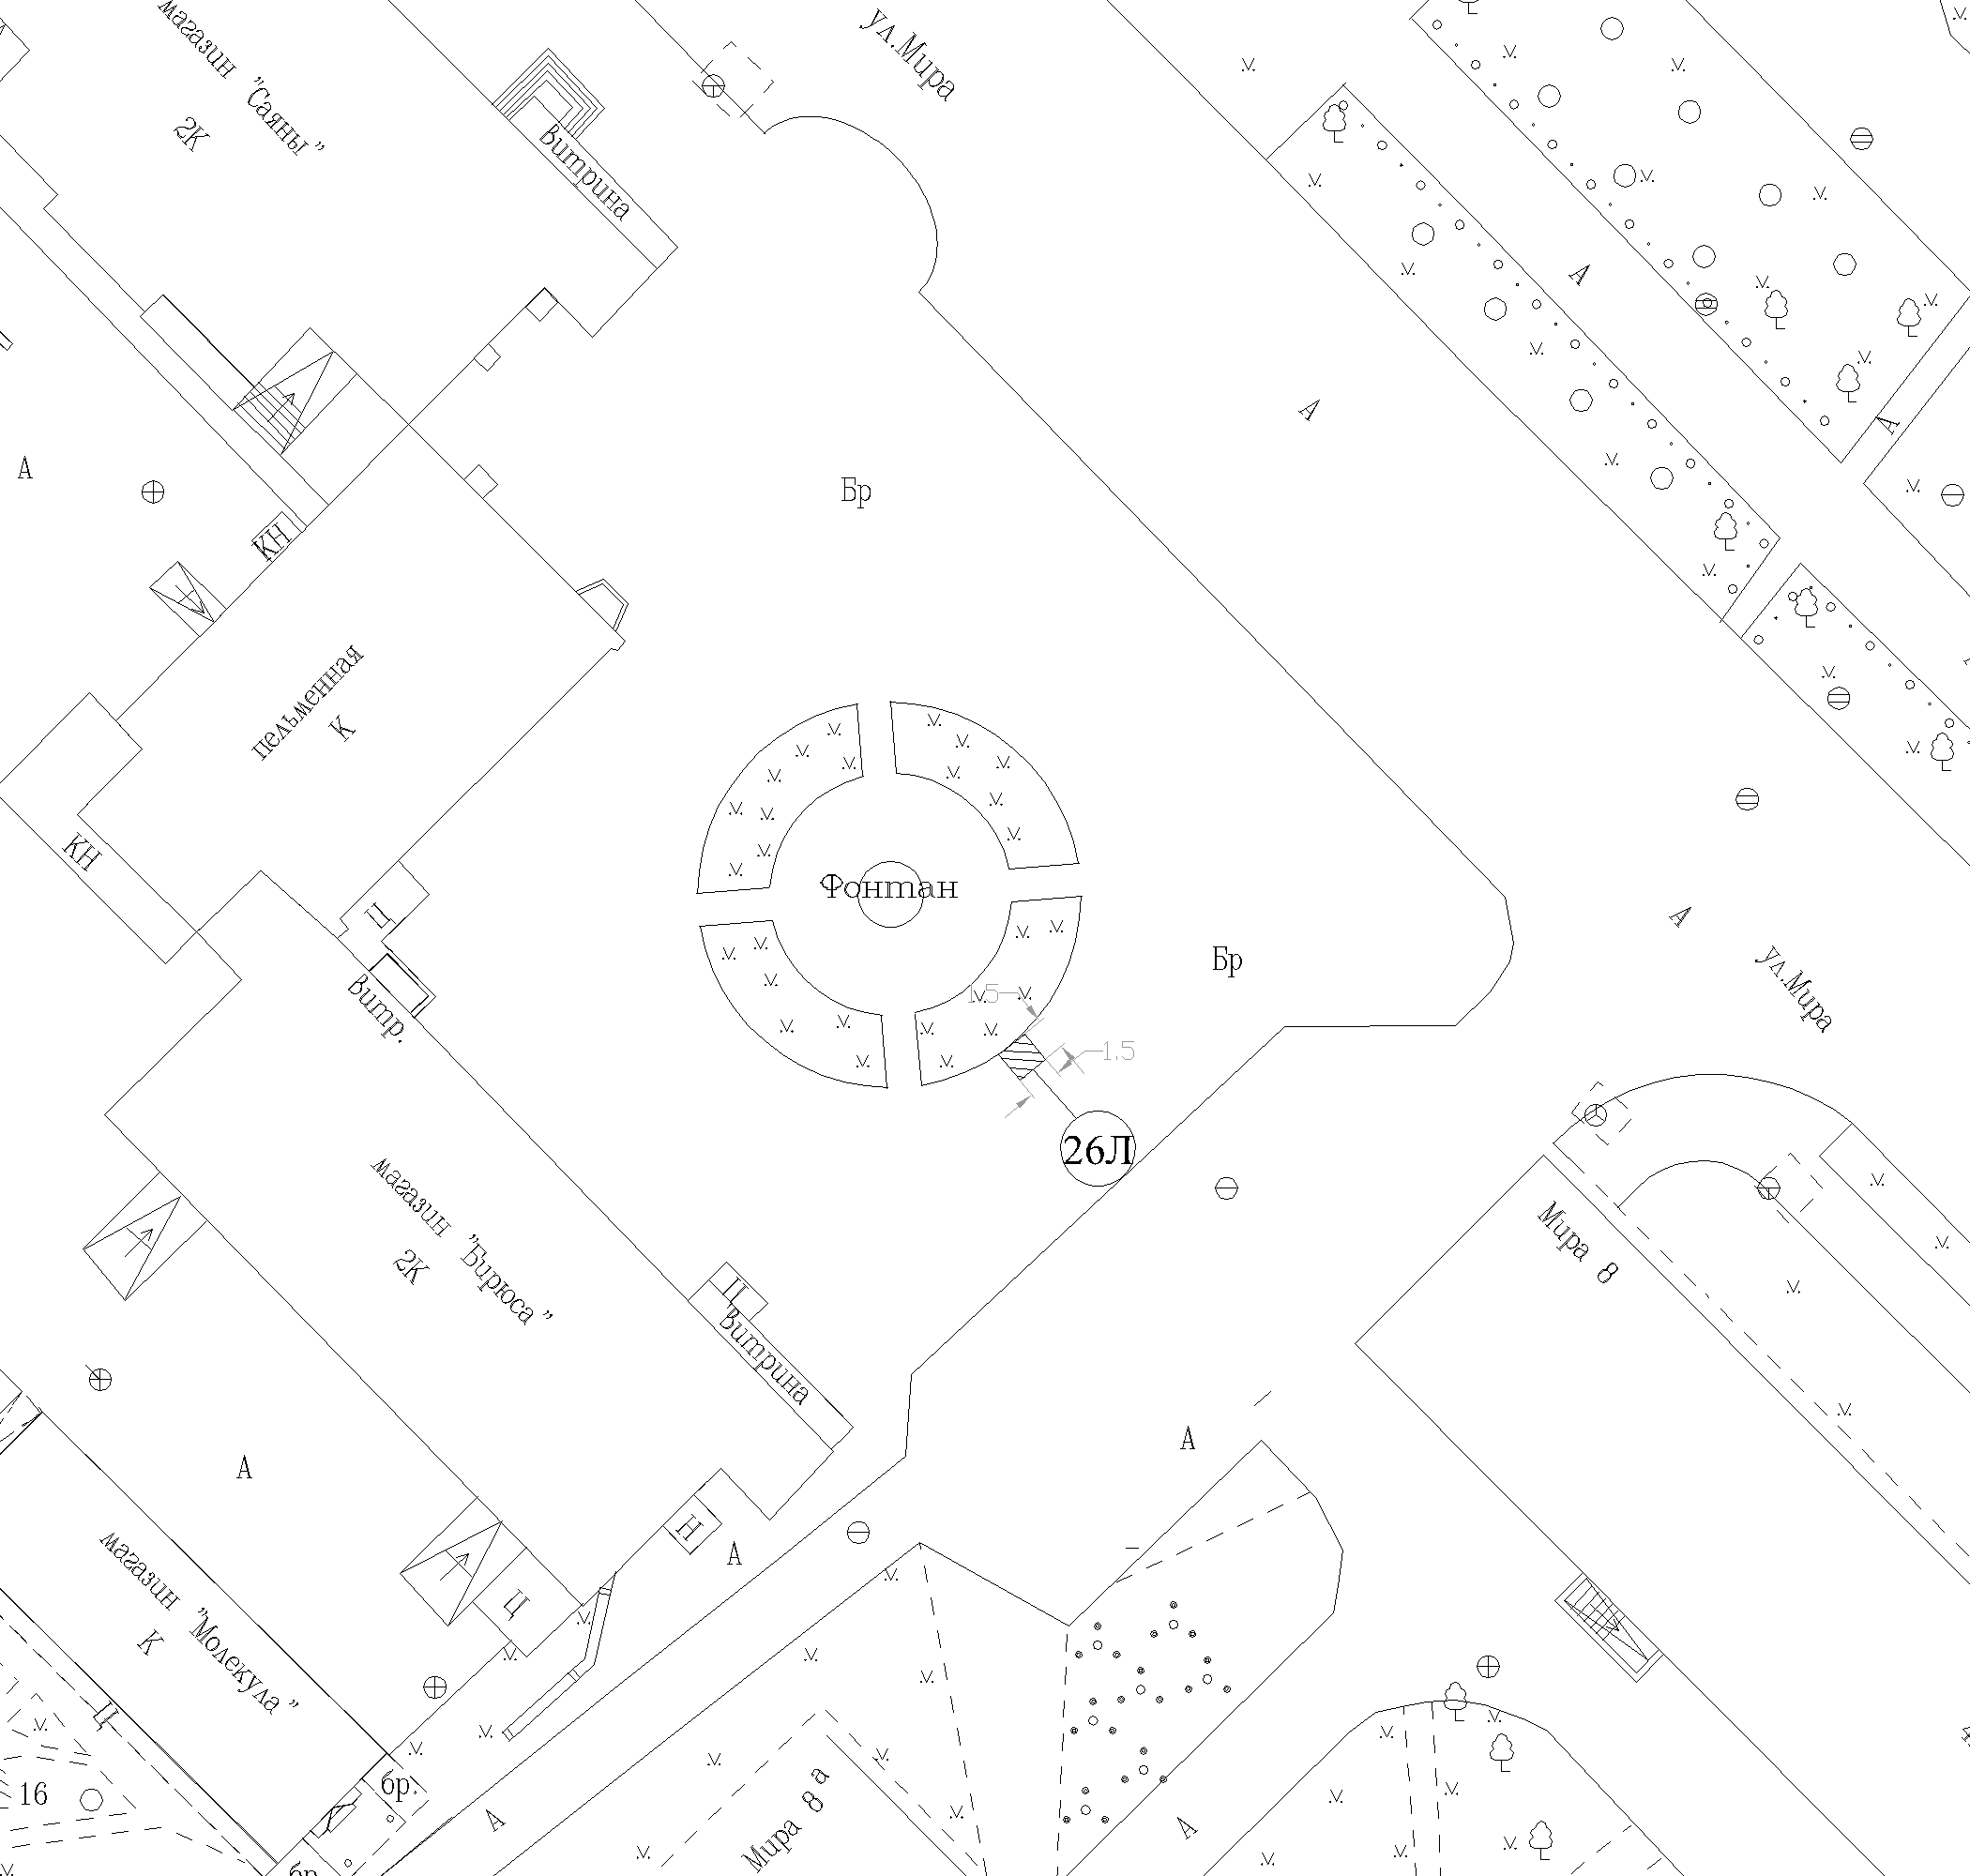 магазин "Саяны"
2К
Витрина
ул.Мира
А
А
А
А
КН
Бр
пельменная
К
КН
Ц
Витр.
Фонтан
Бр
А
ул.Мира
1.5
1.5
26Л
магазин "Бирюса"
2К
Ц
Витрина
Мира 8
А
А
Н
А
Ц
магазин "Молекула"
К
Ц
16
бр.
бр
А
Мира 8а
А